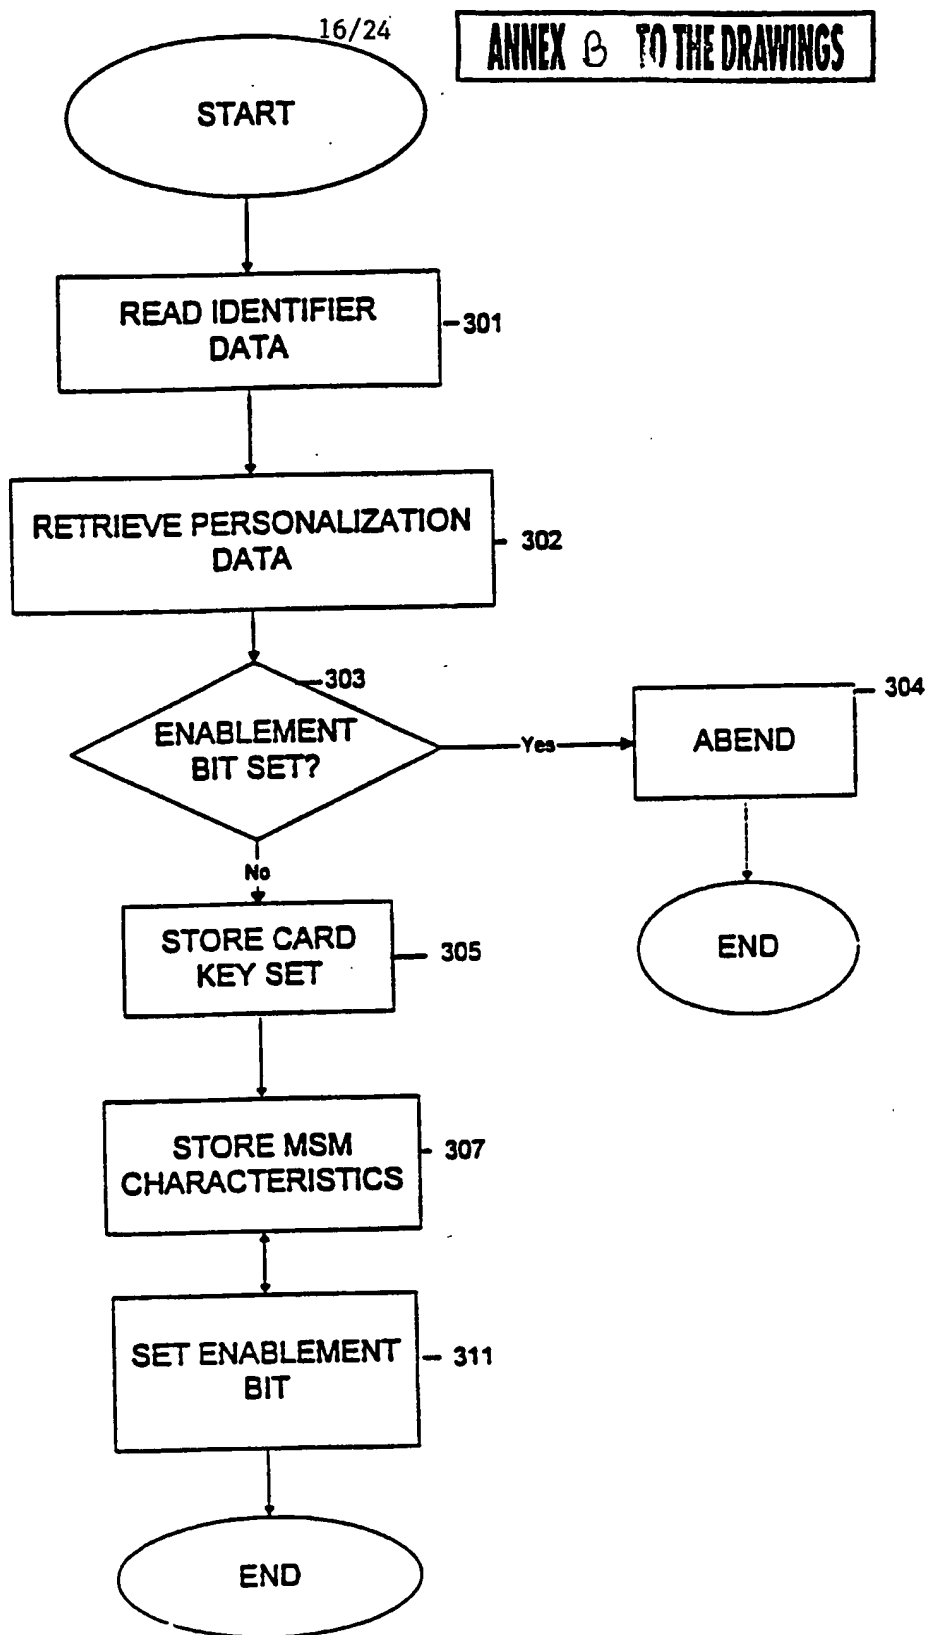 16/24
ANNEX B TO THE DRAWINGS
START
READ IDENTIFIER
DATA
301
RETRIEVE PERSONALIZATION
DATA
302
303
ENABLEMENT
BIT SET?
Yes
304
ABEND
END
No
STORE CARD
KEY SET
305
STORE MSM
CHARACTERISTICS
307
SET ENABLEMENT
BIT
311
END